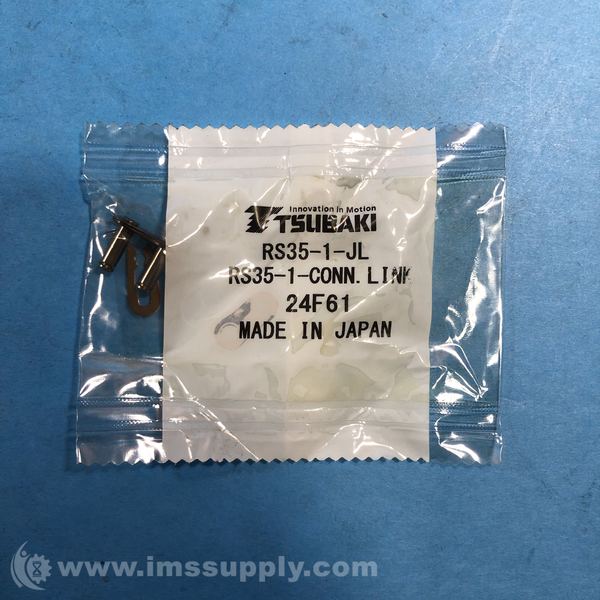 Innovation in Motion
TSUBAKI
RS35-1-JL
RS35-1-CONN.LINK
24F61
MADE IN JAPAN
www.imssupply.com